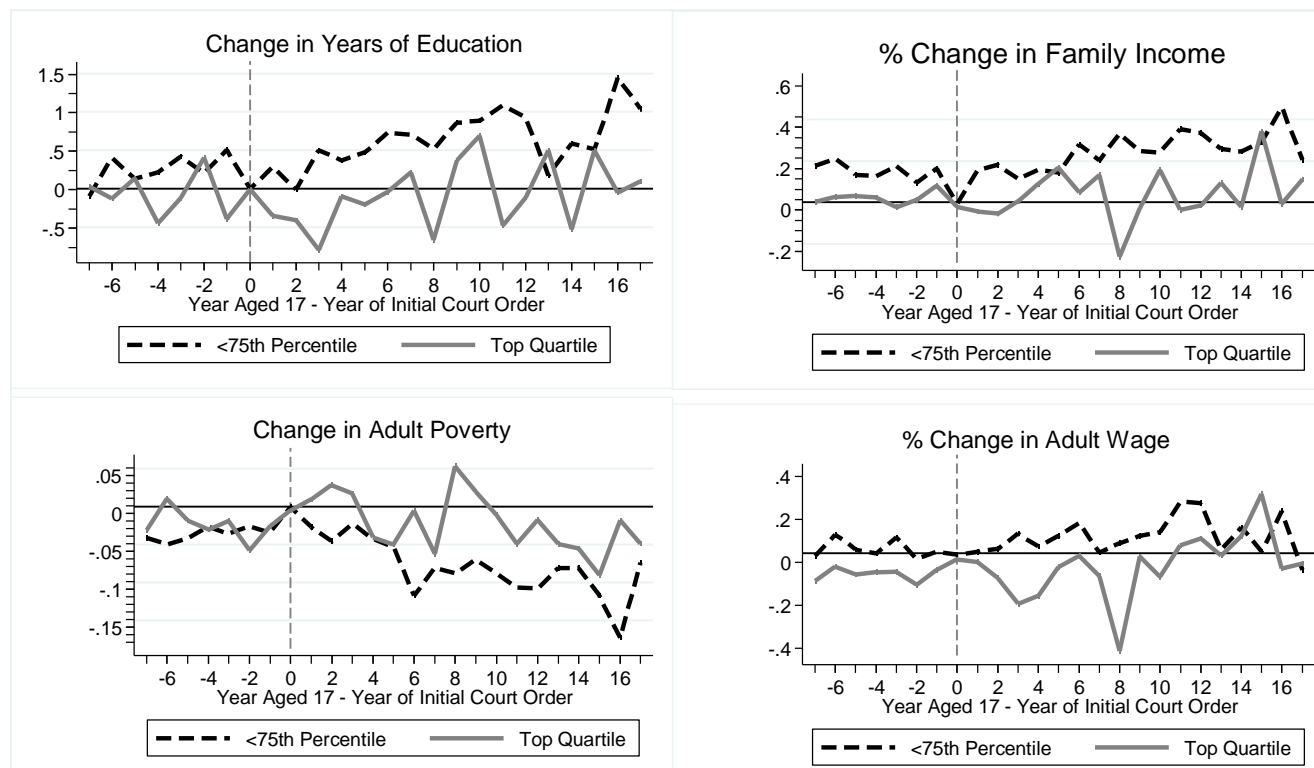 Change in Years of Education
1.5
1
.5
0
-.5
-6 -4 -2 0 2 4 6 8 10 12 14 16
Year Aged 17 - Year of Initial Court Order
<75th Percentile Top Quartile
% Change in Family Income
.6
.4
.2
0
-.2
-6 -4 -2 0 2 4 6 8 10 12 14 16
Year Aged 17 - Year of Initial Court Order
<75th Percentile Top Quartile
Change in Adult Poverty
.05
0
-.05
-.1
-.15
-6 -4 -2 0 2 4 6 8 10 12 14 16
Year Aged 17 - Year of Initial Court Order
<75th Percentile Top Quartile
% Change in Adult Wage
.4
.2
0
-.2
-.4
-6 -4 -2 0 2 4 6 8 10 12 14 16
Year Aged 17 - Year of Initial Court Order
<75th Percentile Top Quartile